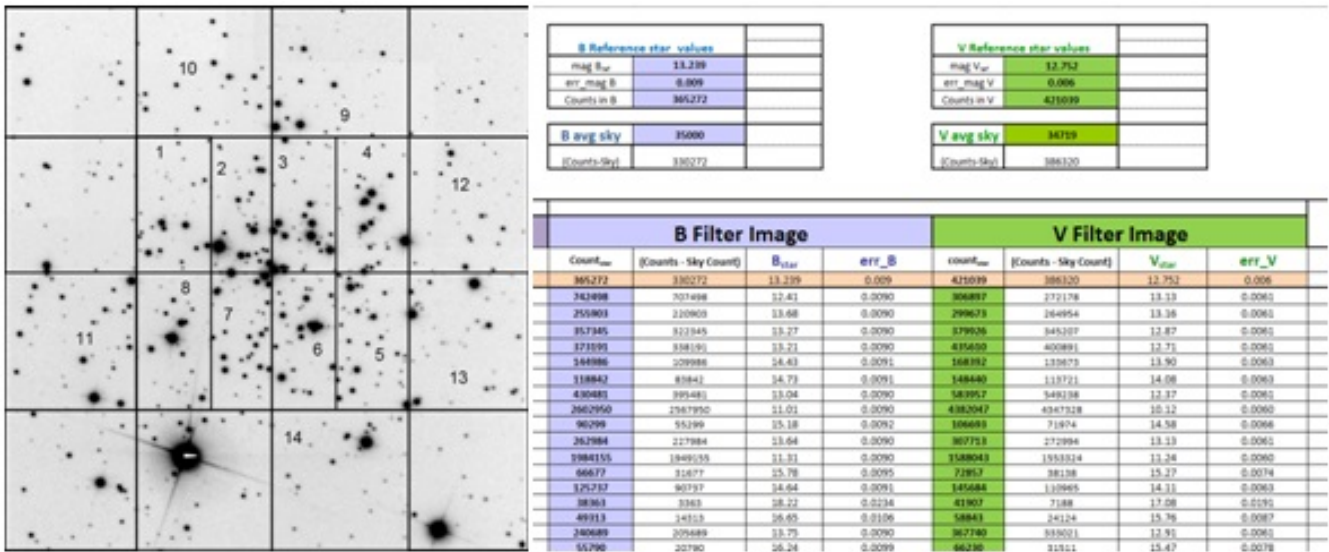 10
9
1 2 3 4
12
8
7
11
6
5
13
14
B Reference star values
mag B_ref 13.239
err_mag B 0.009
Counts in B 365272
B avg sky 35000
(Counts-Sky) 330272
V Reference star values
mag V_ref 12.752
err_mag V 0.006
Counts in V 421039
V avg sky 34719
(Counts-Sky) 386320
B Filter Image V Filter Image
(Counts - Sky Count) B_star err_B (Counts - Sky Count) V_star err_V
365272 330272 13.239 0.009 421039 386320 12.752 0.006
742498 707498 12.41 0.0090 306897 272178 13.13 0.0061
255903 220903 13.68 0.0090 299673 264954 13.16 0.0061
357345 322345 13.27 0.0090 379926 345207 12.87 0.0061
373191 338191 13.21 0.0090 435610 400891 12.71 0.0061
144986 109986 14.43 0.0091 168392 133673 13.90 0.0063
118842 83842 14.73 0.0091 148440 113721 14.08 0.0063
430481 395481 13.04 0.0090 583957 549238 12.37 0.0061
2602950 2567950 11.01 0.0090 4382047 4347328 10.12 0.0060
90299 55299 15.18 0.0092 106693 71974 14.58 0.0066
262984 227984 13.64 0.0090 307713 272994 13.13 0.0061
1984155 1949155 11.31 0.0090 1588043 1553324 11.24 0.0060
66677 31677 15.78 0.0095 72857 38138 15.27 0.0074
125737 90737 14.64 0.0091 145684 110965 14.11 0.0063
38363 3363 18.22 0.0234 41907 7188 17.08 0.0191
49313 14313 16.65 0.0106 58843 24124 15.76 0.0087
240689 205689 13.75 0.0090 367740 333021 12.91 0.0061
55790 20790 16.24 0.0099 66230 31511 15.47 0.0078